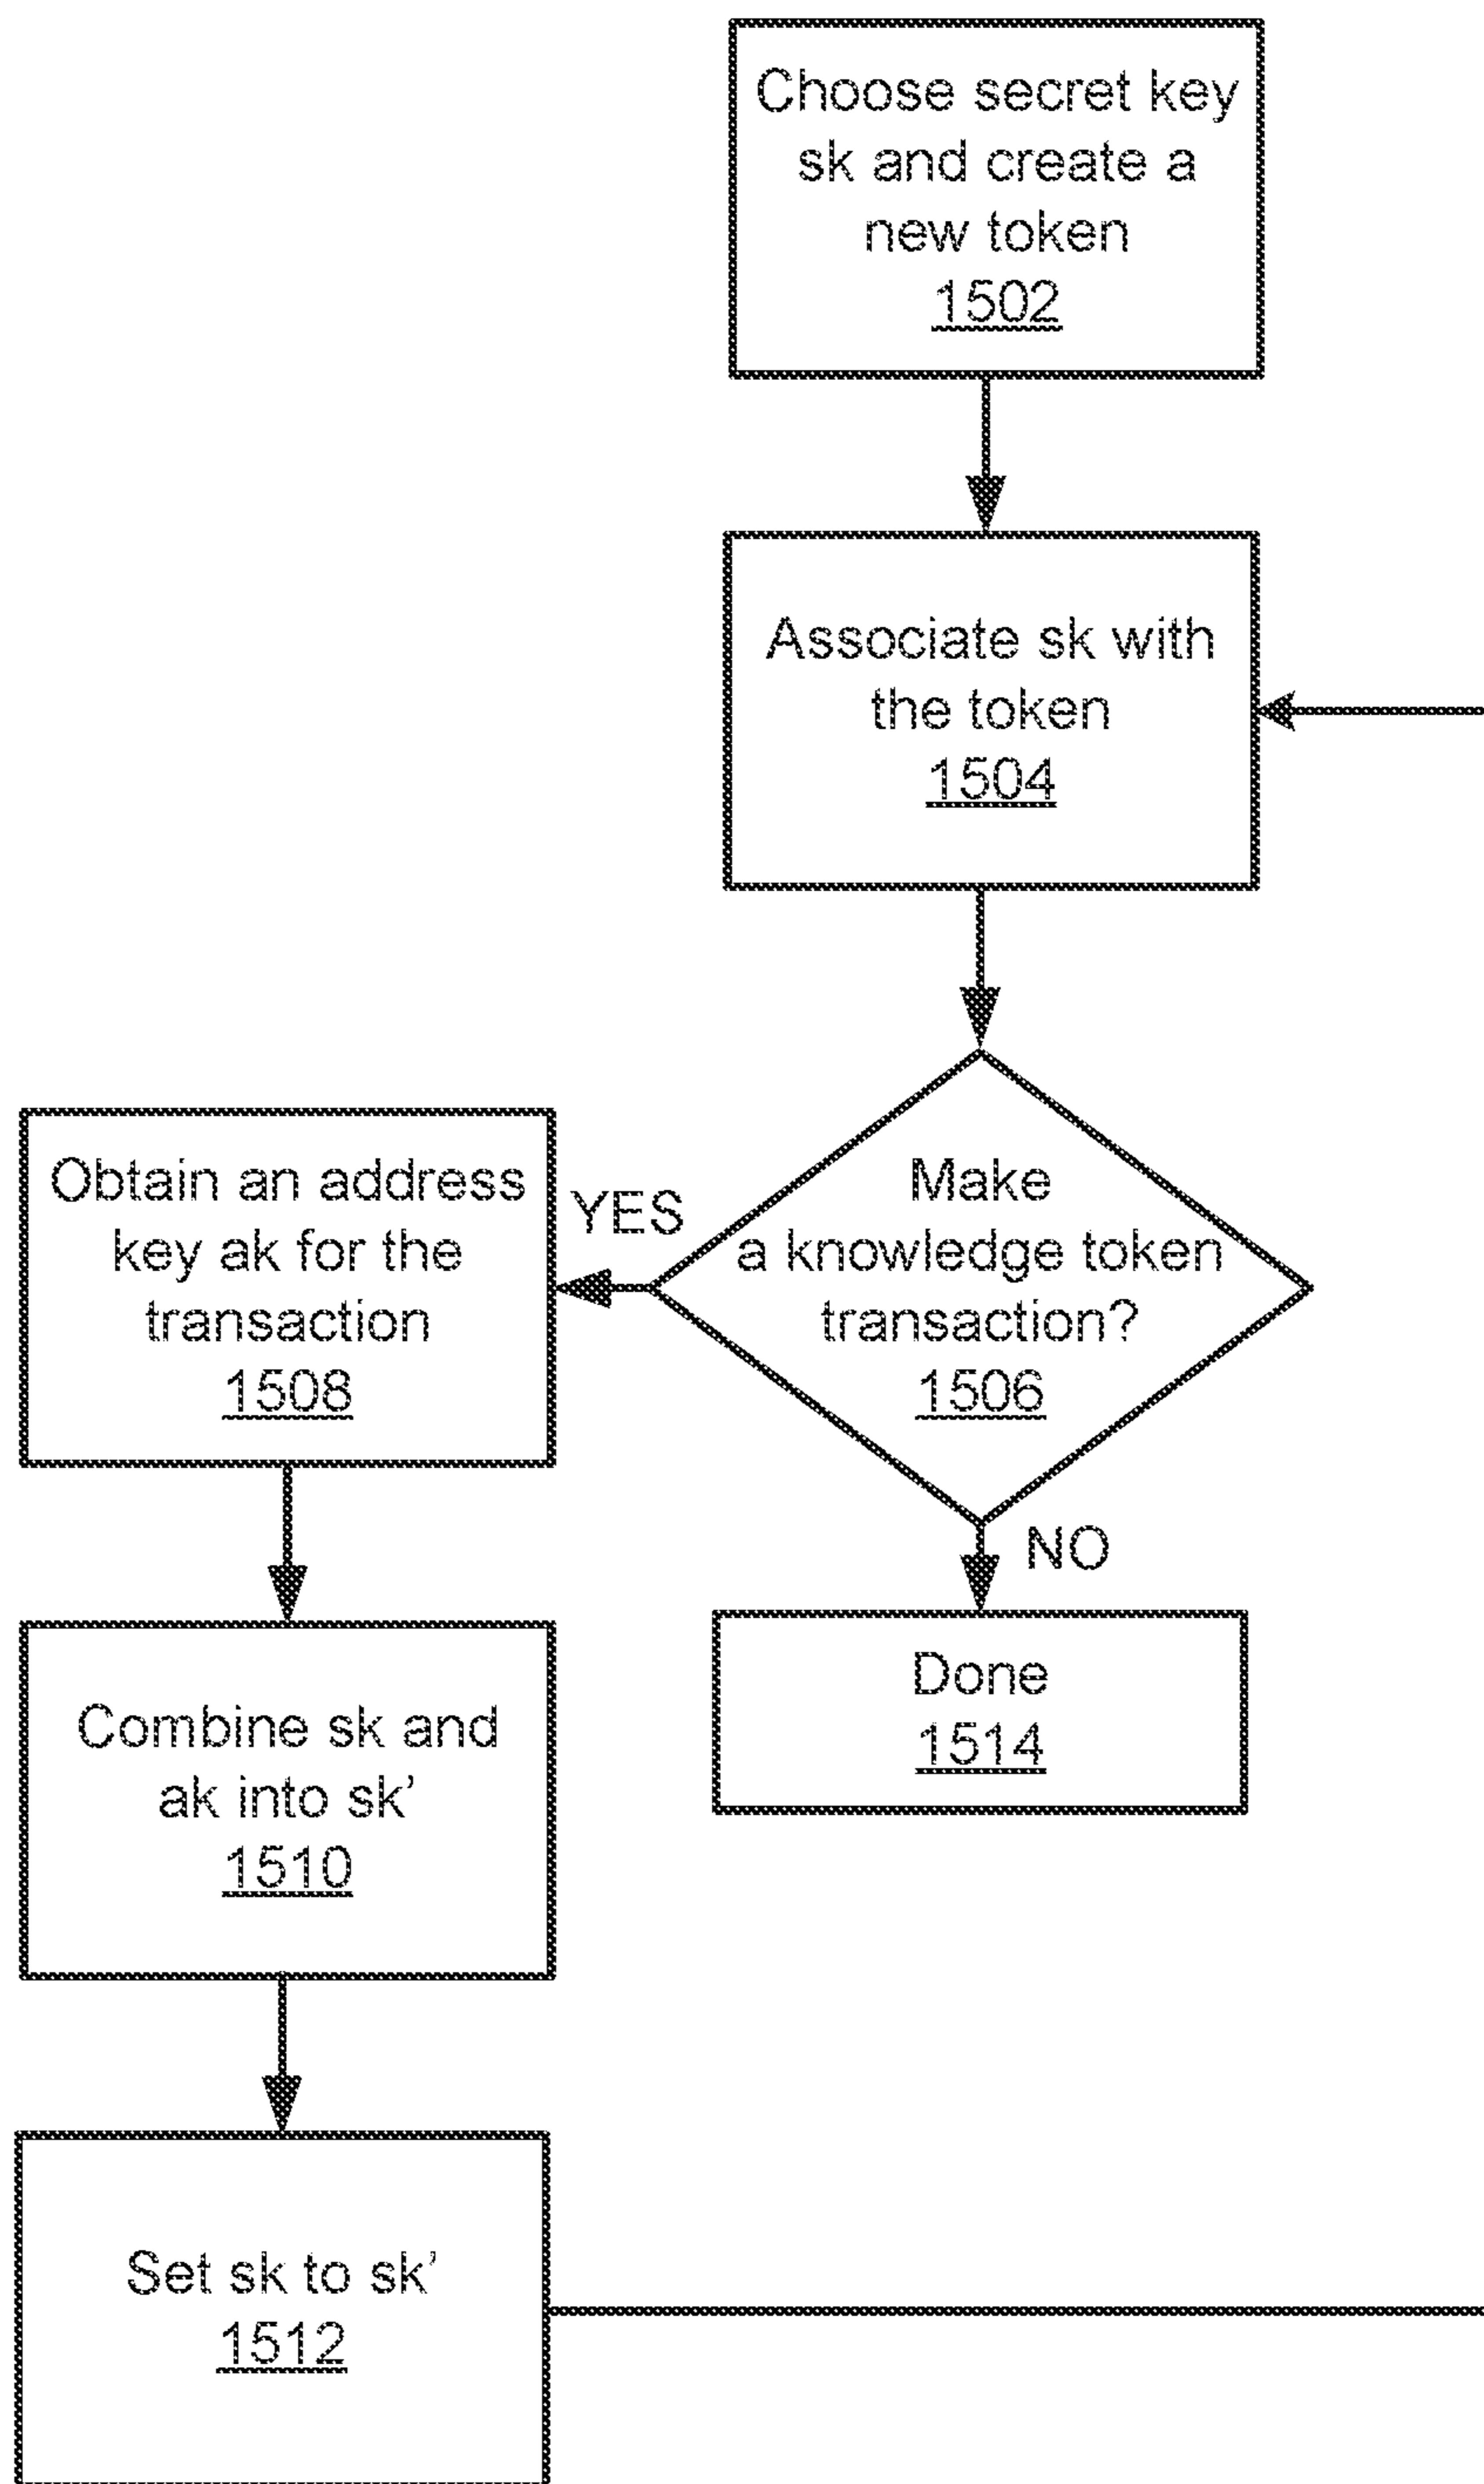 Choose secret key
sk and create a
new token
1502
Associate sk with
the token
1504
Make
a knowledge token
transaction?
1506
YES
Obtain an address
key ak for the
transaction
1508
NO
Done
1514
Combine sk and
ak into sk’
1510
Set sk to sk’
1512